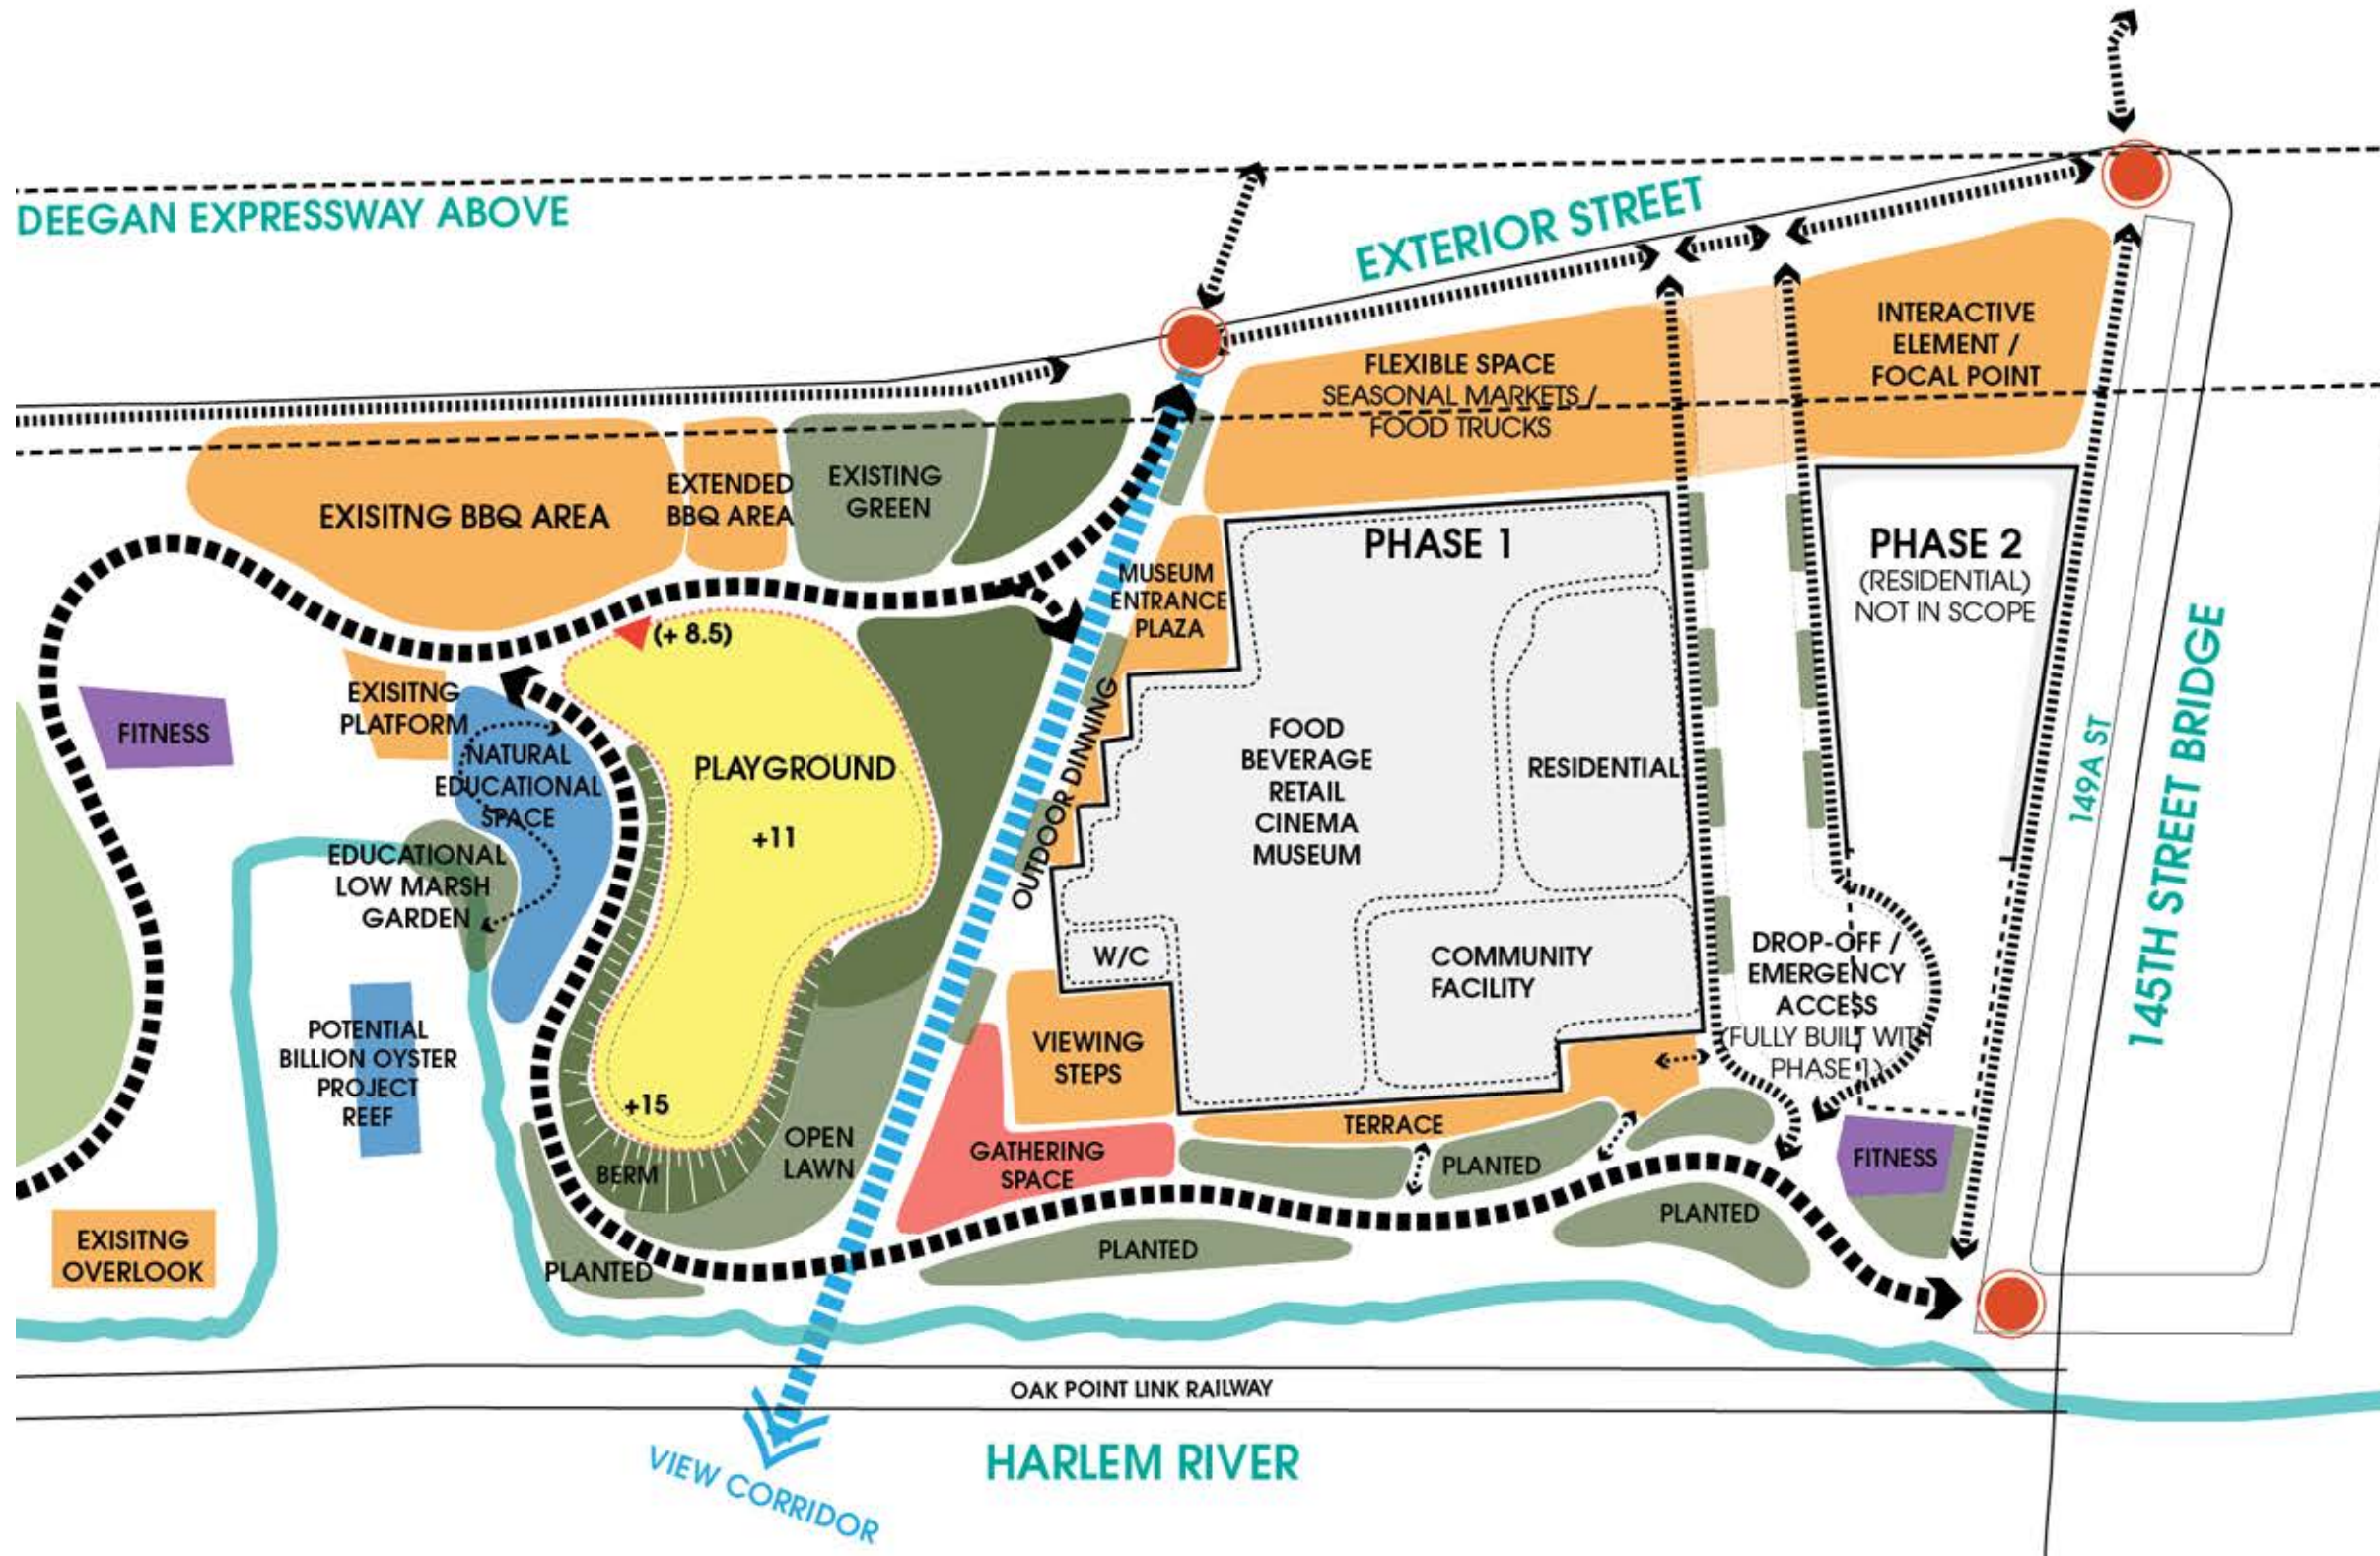 DEEGAN EXPRESSWAY ABOVE
EXTERIOR STREET
INTERACTIVE
ELEMENT /
FOCAL POINT
FLEXIBLE SPACE
SEASONAL MARKETS /
FOOD TRUCKS
EXISITNG BBQ AREA
EXTENDED
BBQ AREA
EXISTING
GREEN
MUSEUM
ENTRANCE
PLAZA
PHASE 1
PHASE 2
(RESIDENTIAL)
NOT IN SCOPE
(+ 8.5)
EXISITNG
PLATFORM
FITNESS
NATURAL
EDUCATIONAL
SPACE
PLAYGROUND
+11
OUTDOOR DINNING
FOOD
BEVERAGE
RETAIL
CINEMA
MUSEUM
RESIDENTIAL
149A ST
145TH STREET BRIDGE
EDUCATIONAL
LOW MARSH
GARDEN
W/C
COMMUNITY
FACILITY
DROP-OFF /
EMERGENCY
ACCESS
(FULLY BUILT WITH
PHASE 1)
POTENTIAL
BILLION OYSTER
PROJECT
REEF
VIEWING
STEPS
+15
TERRACE
OPEN
LAWN
GATHERING
SPACE
PLANTED
FITNESS
BERM
PLANTED
EXISITNG
OVERLOOK
PLANTED
PLANTED
OAK POINT LINK RAILWAY
HARLEM RIVER
VIEW CORRIDOR